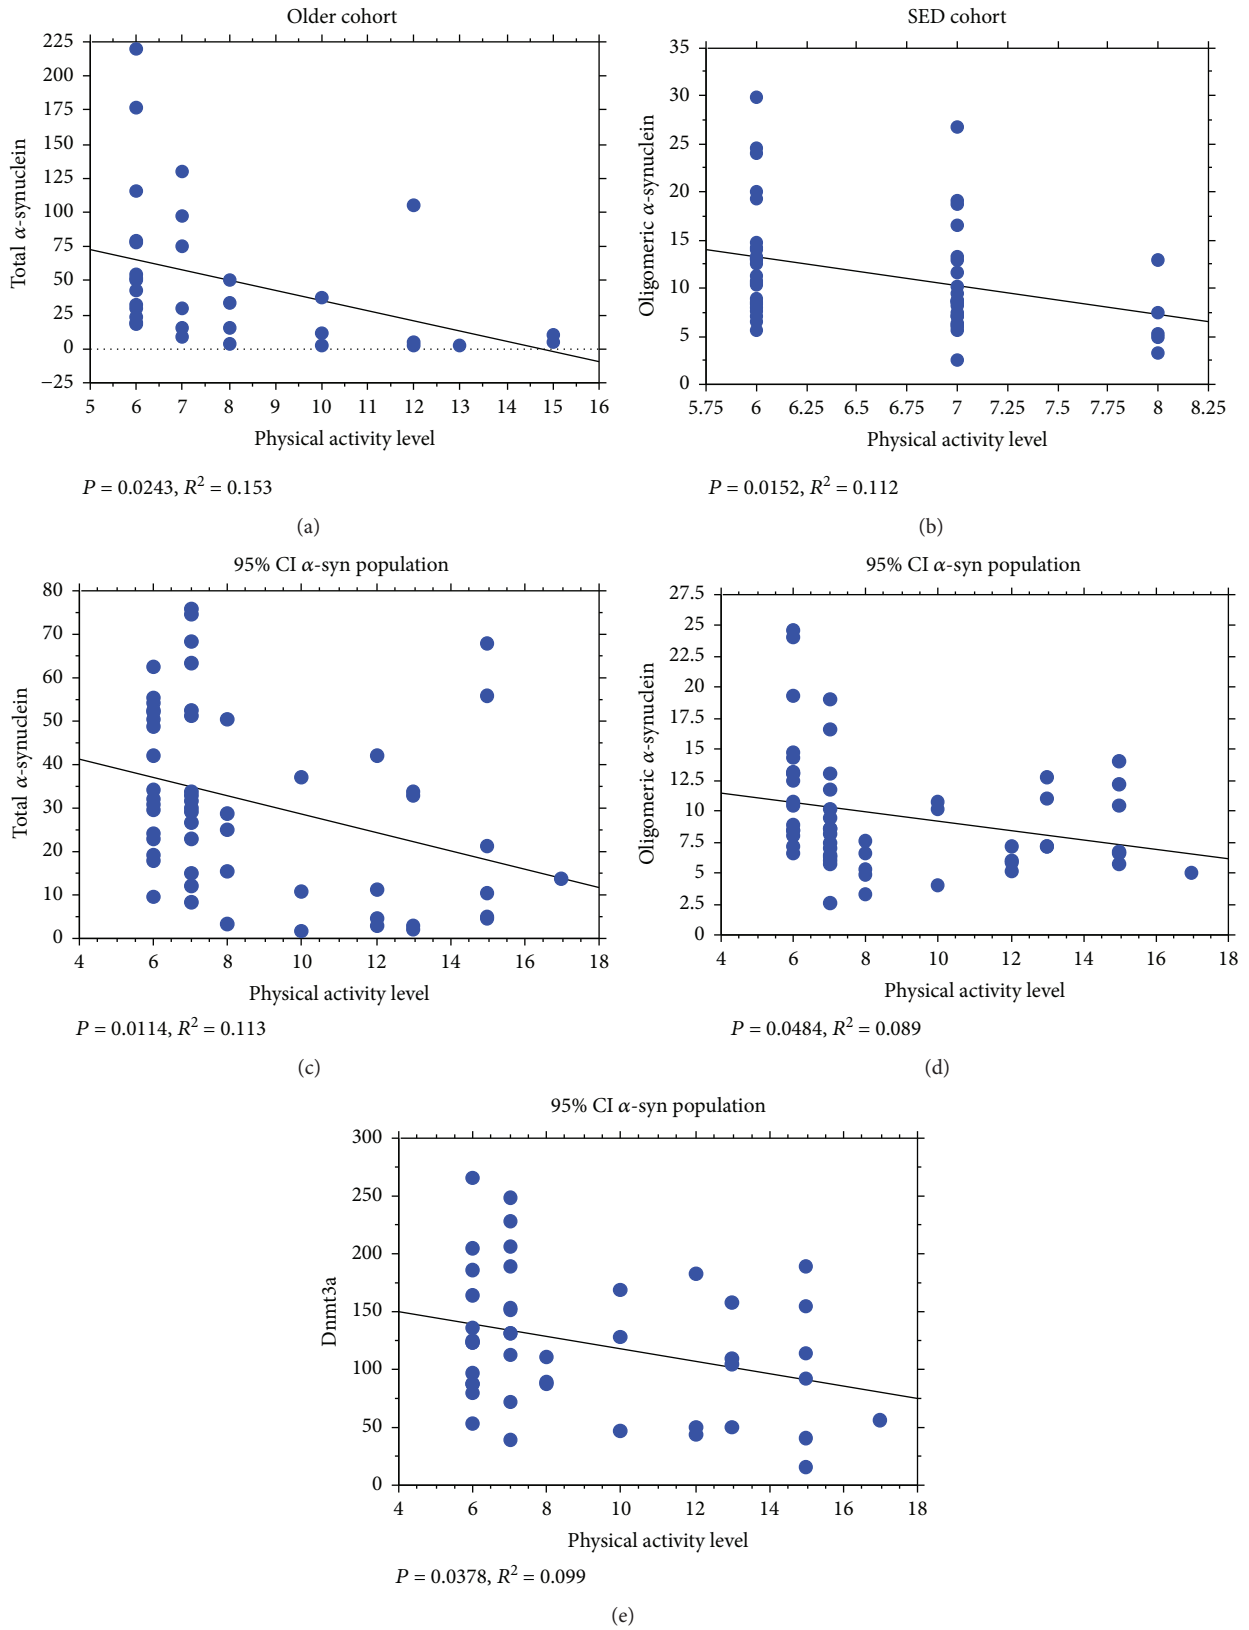 Older cohort
Total α-synuclein
225
200
175
150
125
100
75
50
25
0
−25
5 6 7 8 9 10 11 12 13 14 15 16
Physical activity level
P = 0.0243, R² = 0.153
(a)
SED cohort
Oligomeric α-synuclein
35
30
25
20
15
10
5
0
5.75 6 6.25 6.5 6.75 7 7.25 7.5 7.75 8 8.25
Physical activity level
P = 0.0152, R² = 0.112
(b)
95% CI α-syn population
Total α-synuclein
80
70
60
50
40
30
20
10
0
4 6 8 10 12 14 16 18
Physical activity level
P = 0.0114, R² = 0.113
(c)
95% CI α-syn population
Oligomeric α-synuclein
27.5
25
22.5
20
17.5
15
12.5
10
7.5
5
2.5
0
4 6 8 10 12 14 16 18
Physical activity level
P = 0.0484, R² = 0.089
(d)
95% CI α-syn population
Dnmt3a
300
250
200
150
100
50
0
4 6 8 10 12 14 16 18
Physical activity level
P = 0.0378, R² = 0.099
(e)